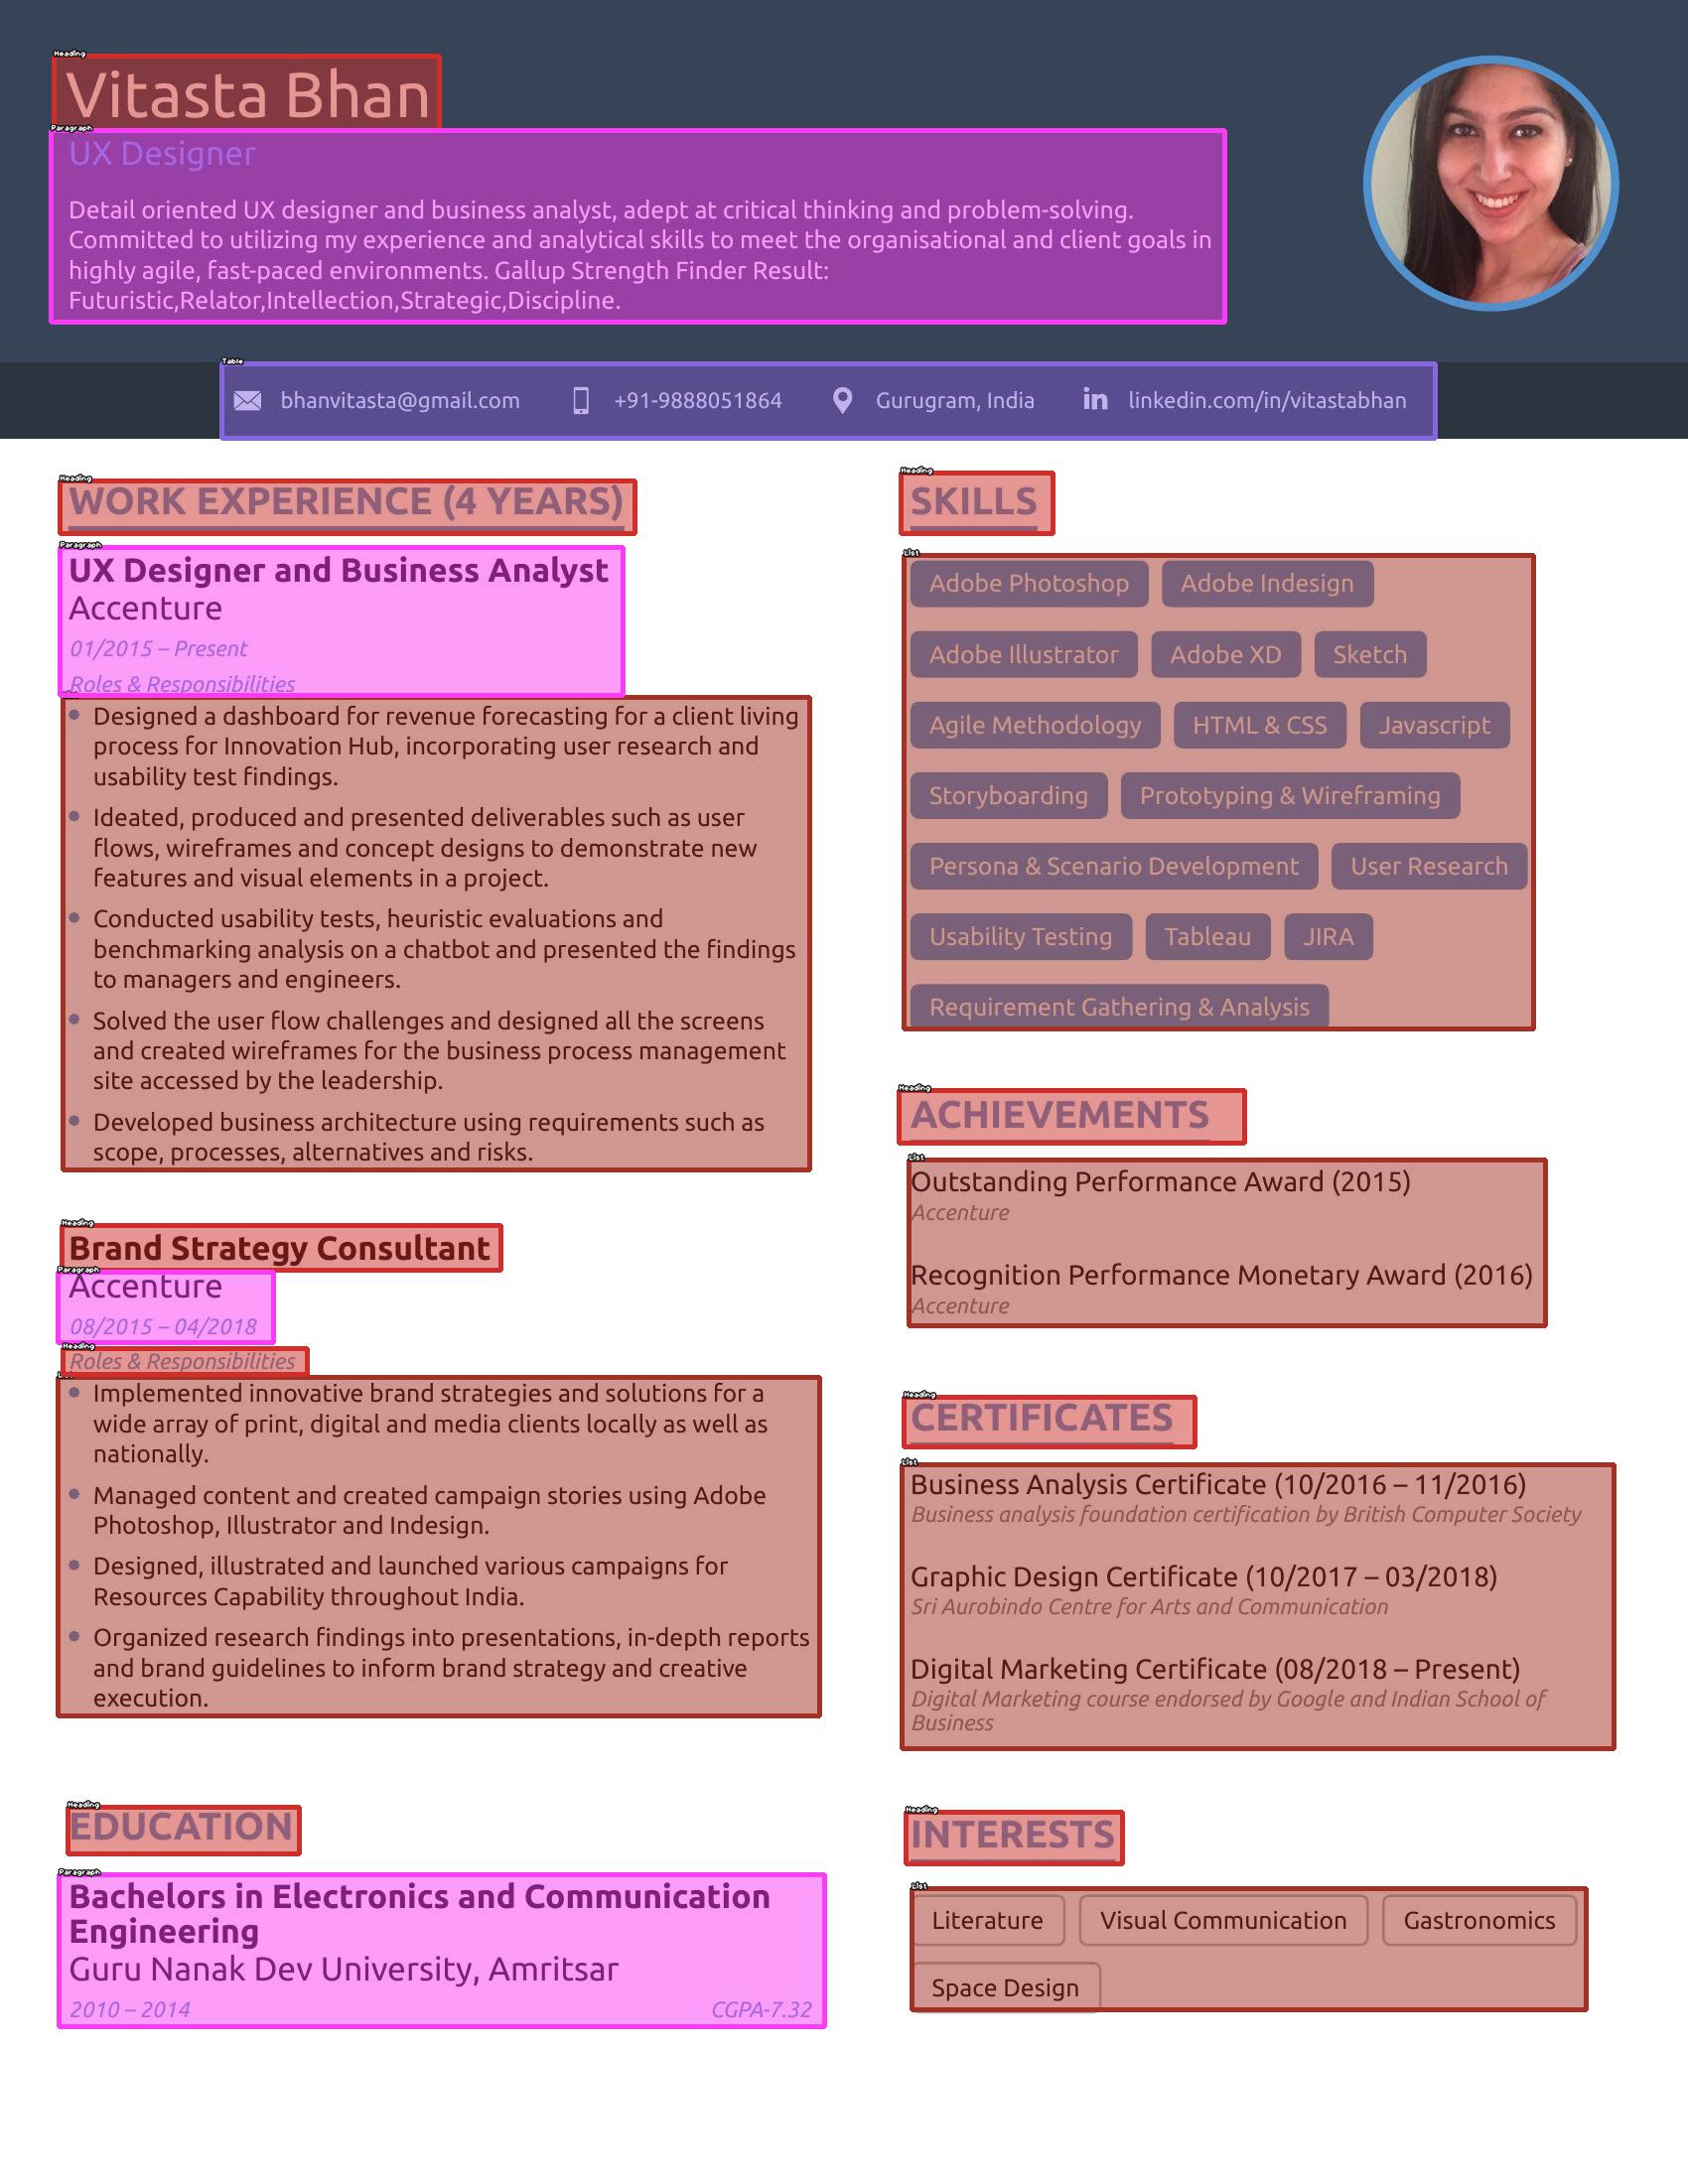 Heading
Vitasta Bhan
Paragraph
UX Designer
Detail oriented UX designer and business analyst, adept at critical thinking and problem-solving.
Committed to utilizing my experience and analytical skills to meet the organisational and client goals in
highly agile, fast-paced environments. Gallup Strength Finder Result:
Futuristic,Relator,Intellection,Strategic,Discipline.
Table
bhanvitasta@gmail.com +91-9888051864 Gurugram, India linkedin.com/in/vitastabhan
Heading
WORK EXPERIENCE (4 YEARS)
Paragraph
UX Designer and Business Analyst
Accenture
01/2015 – Present
Roles & Responsibilities
• Designed a dashboard for revenue forecasting for a client living
process for Innovation Hub, incorporating user research and
usability test findings.
• Ideated, produced and presented deliverables such as user
flows, wireframes and concept designs to demonstrate new
features and visual elements in a project.
• Conducted usability tests, heuristic evaluations and
benchmarking analysis on a chatbot and presented the findings
to managers and engineers.
• Solved the user flow challenges and designed all the screens
and created wireframes for the business process management
site accessed by the leadership.
• Developed business architecture using requirements such as
scope, processes, alternatives and risks.
Heading
Brand Strategy Consultant
Paragraph
Accenture
08/2015 – 04/2018
Heading
Roles & Responsibilities
• Implemented innovative brand strategies and solutions for a
wide array of print, digital and media clients locally as well as
nationally.
• Managed content and created campaign stories using Adobe
Photoshop, Illustrator and Indesign.
• Designed, illustrated and launched various campaigns for
Resources Capability throughout India.
• Organized research findings into presentations, in-depth reports
and brand guidelines to inform brand strategy and creative
execution.
Heading
EDUCATION
Paragraph
Bachelors in Electronics and Communication
Engineering
Guru Nanak Dev University, Amritsar
2010 – 2014 CGPA-7.32
Heading
SKILLS
List
Adobe Photoshop Adobe Indesign
Adobe Illustrator Adobe XD Sketch
Agile Methodology HTML & CSS Javascript
Storyboarding Prototyping & Wireframing
Persona & Scenario Development User Research
Usability Testing Tableau JIRA
Requirement Gathering & Analysis
Heading
ACHIEVEMENTS
List
Outstanding Performance Award (2015)
Accenture
Recognition Performance Monetary Award (2016)
Accenture
Heading
CERTIFICATES
List
Business Analysis Certificate (10/2016 – 11/2016)
Business analysis foundation certification by British Computer Society
Graphic Design Certificate (10/2017 – 03/2018)
Sri Aurobindo Centre for Arts and Communication
Digital Marketing Certificate (08/2018 – Present)
Digital Marketing course endorsed by Google and Indian School of
Business
Heading
INTERESTS
List
Literature Visual Communication Gastronomics
Space Design